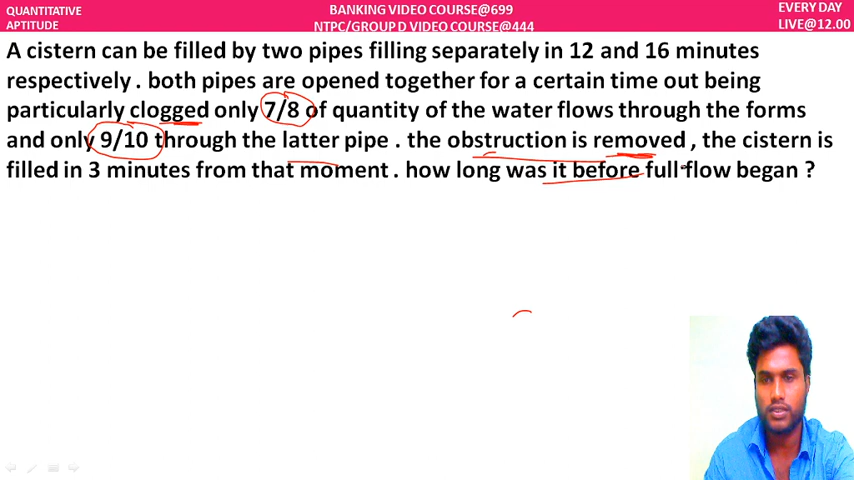 QUANTITATIVE
APTITUDE
BANKING VIDEO COURSE@699
NTPC/GROUP D VIDEO COURSE@444
EVERY DAY
LIVE@12.00
A cistern can be filled by two pipes filling separately in 12 and 16 minutes
respectively . both pipes are opened together for a certain time out being
particularly clogged only 7/8 of quantity of the water flows through the forms
and only 9/10 through the latter pipe . the obstruction is removed , the cistern is
filled in 3 minutes from that moment . how long was it before full flow began ?